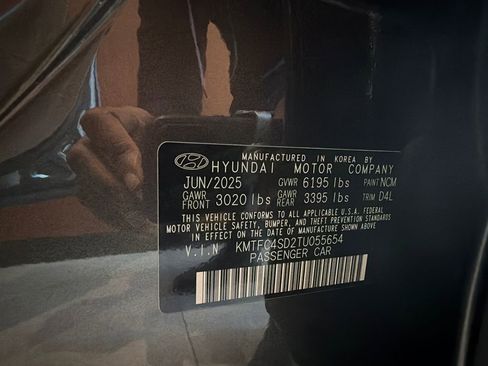 MANUFACTURED IN KOREA BY
HYUNDAI MOTOR COMPANY
JUN/2025 GVWR 6195 lbs PAINT NCM
GAWR FRONT 3020 lbs GAWR REAR 3395 lbs TRIM D4L
THIS VEHICLE CONFORMS TO ALL APPLICABLE U.S.A. FEDERAL
MOTOR VEHICLE SAFETY, BUMPER, AND THEFT PREVENTION STANDARDS
IN EFFECT ON THE DATE OF MANUFACTURE SHOWN ABOVE.
V.I.N KMTFC4SD2TU055654
PASSENGER CAR